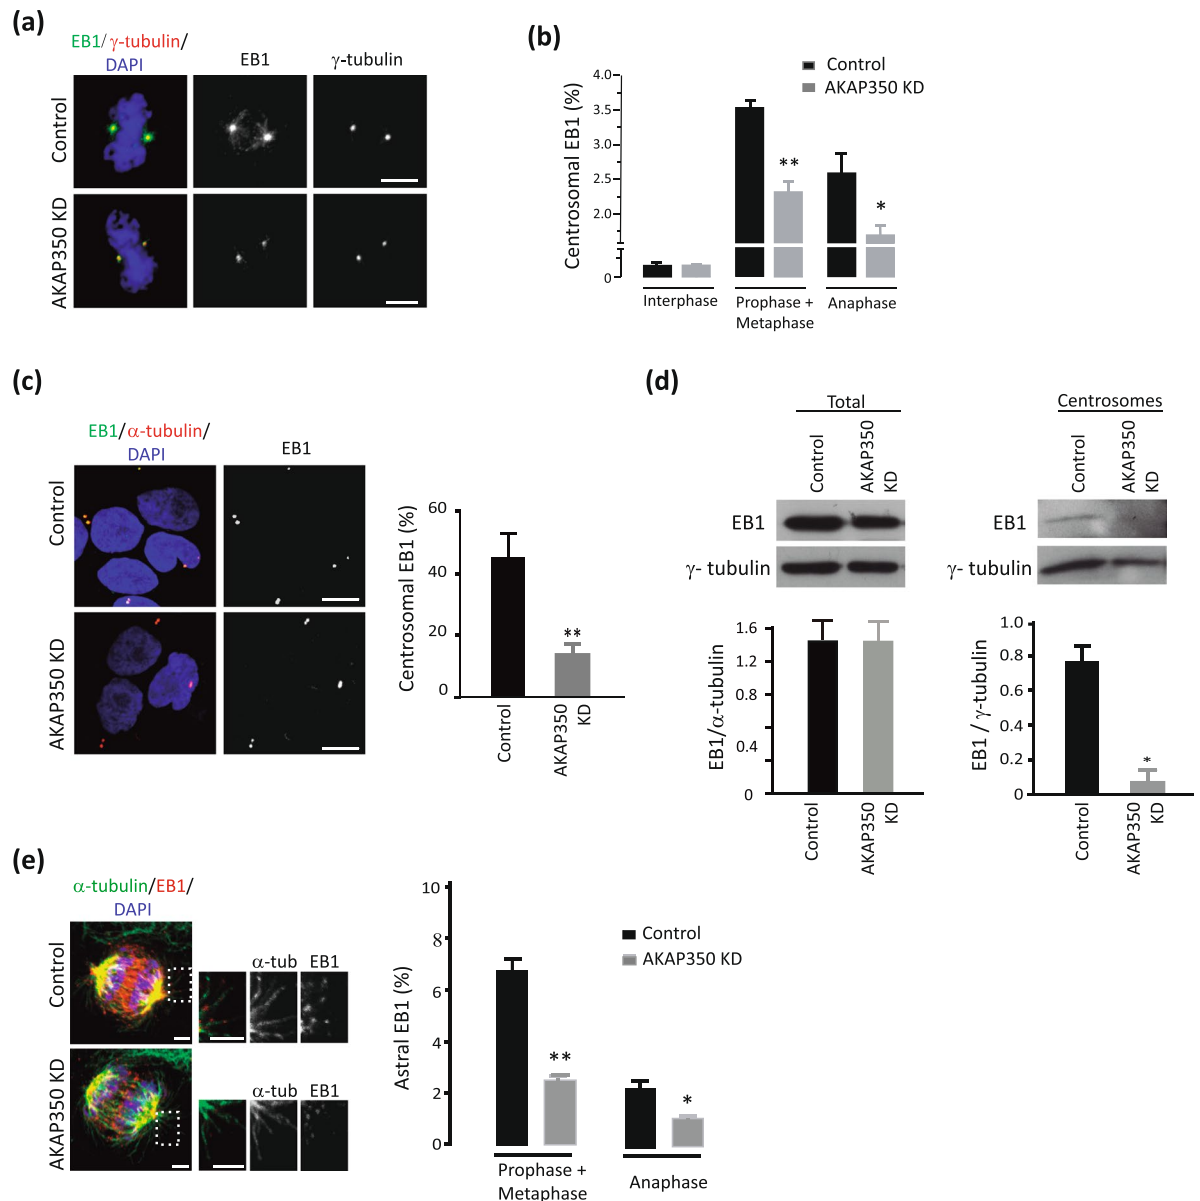 (a)
EB1/ γ-tubulin/
DAPI
EB1
γ-tubulin
Control
AKAP350 KD
(b)
Centrosomal EB1 (%)
4.0
3.5
3.0
2.5
2.0
0
Control
AKAP350 KD
**
*
Interphase
Prophase +
Metaphase
Anaphase
(c)
EB1/α-tubulin/
DAPI
EB1
Control
AKAP350 KD
Centrosomal EB1 (%)
60
40
20
0
**
Control
AKAP350
KD
(d)
Total
Control
AKAP350
KD
EB1
γ- tubulin
EB1/α-tubulin
1.6
1.2
0.8
0.4
0
Control
AKAP350
KD
Centrosomes
Control
AKAP350
KD
EB1
γ- tubulin
EB1 / γ-tubulin
1.0
0.8
0.6
0.4
0.2
0
*
Control
AKAP350
KD
(e)
α-tubulin/EB1/
DAPI
Control
α-tub
EB1
AKAP350 KD
α-tub
EB1
Astral EB1 (%)
10
8
6
4
2
0
Control
AKAP350 KD
**
*
Prophase +
Metaphase
Anaphase